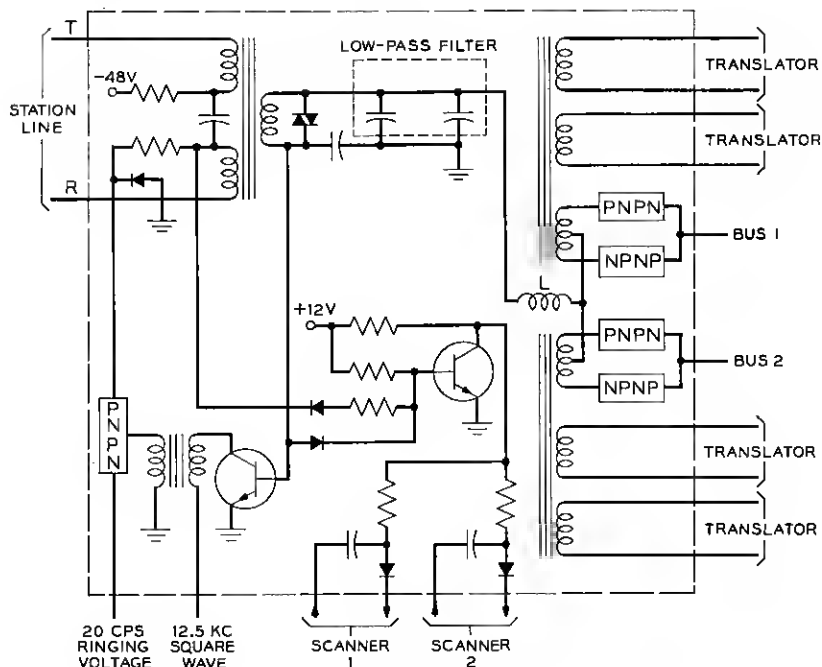 T
LOW-PASS FILTER
–48V
TRANSLATOR
STATION
LINE
TRANSLATOR
R
PNPN
NPNP
BUS 1
L
+12V
PNPN
NPNP
BUS 2
PNPN
TRANSLATOR
TRANSLATOR
20 CPS
RINGING
VOLTAGE
12.5 KC
SQUARE
WAVE
SCANNER
1
SCANNER
2